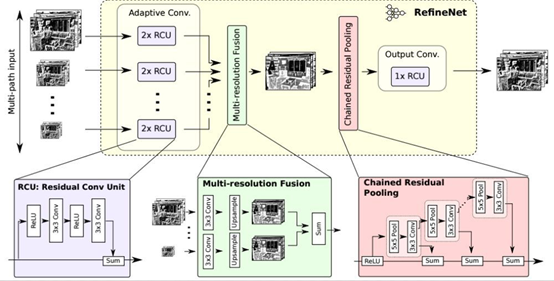 Adaptive Conv.
RefineNet
Multi-path input
2x RCU
2x RCU
2x RCU
Multi-resolution Fusion
Chained Residual Pooling
Output Conv.
1x RCU
RCU: Residual Conv Unit
ReLU
3x3 Conv
ReLU
3x3 Conv
Sum
Multi-resolution Fusion
3x3 Conv
Upsample
3x3 Conv
Upsample
Sum
Chained Residual
Pooling
ReLU
5x5 Pool
3x3 Conv
5x5 Pool
3x3 Conv
5x5 Pool
3x3 Conv
Sum
Sum
Sum